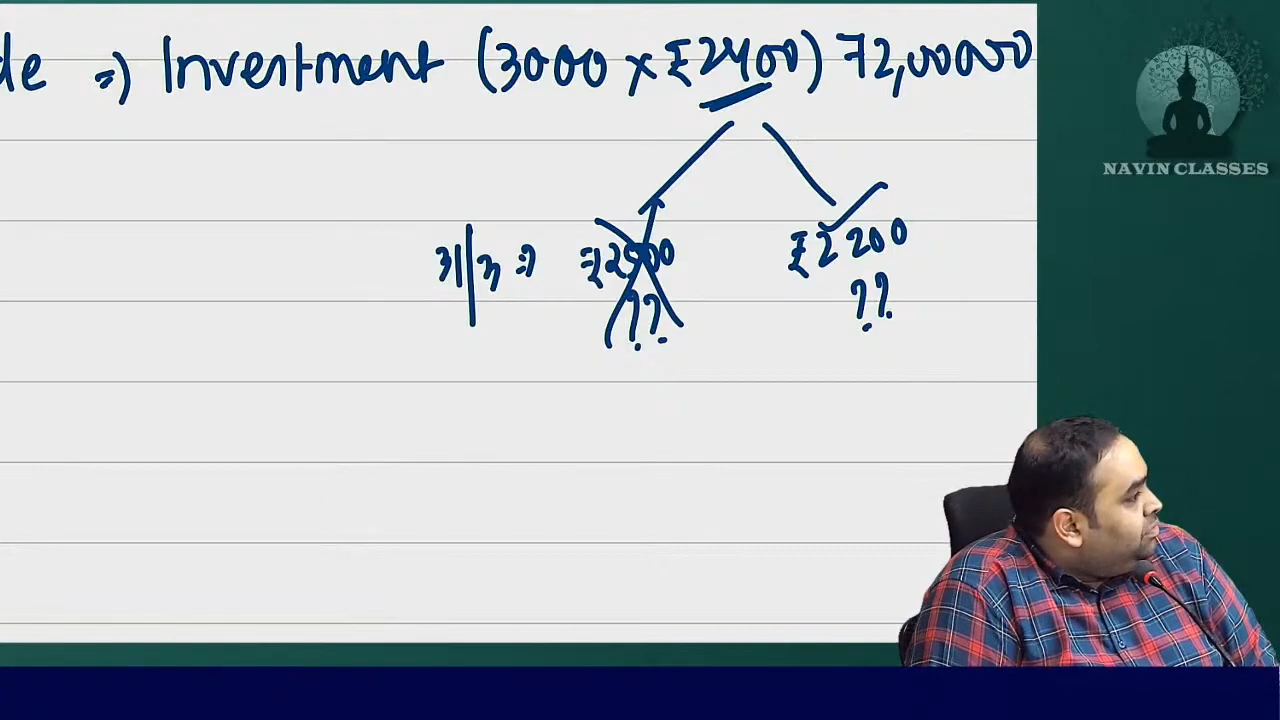 de => Investment (3000 x ₹2400) 72,00000
31/3 => ₹2500 ₹2200
?? ??
NAVIN CLASSES